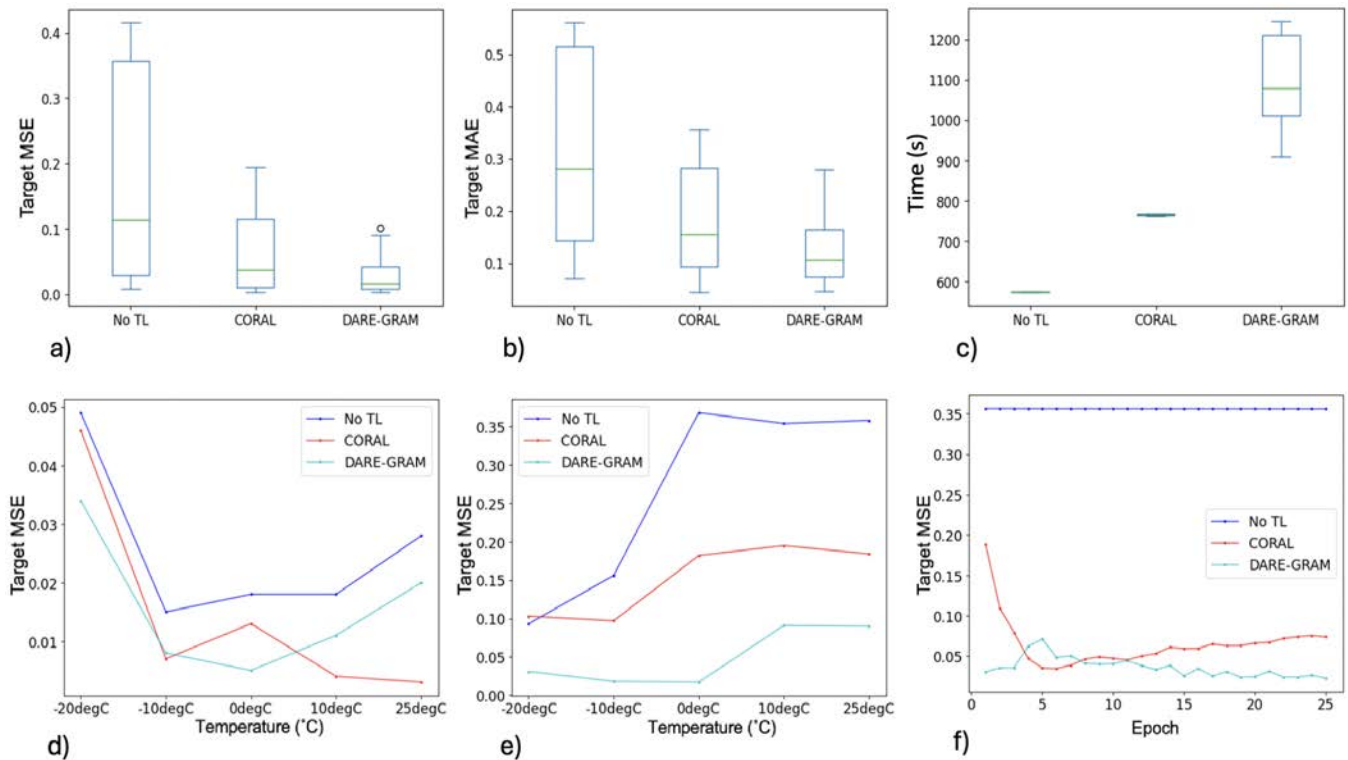 Target MSE
0.4
0.3
0.2
0.1
0.0
No TL
CORAL
DARE-GRAM
a)
Target MAE
0.5
0.4
0.3
0.2
0.1
No TL
CORAL
DARE-GRAM
b)
Time (s)
1200
1100
1000
900
800
700
600
No TL
CORAL
DARE-GRAM
c)
Target MSE
0.05
0.04
0.03
0.02
0.01
No TL
CORAL
DARE-GRAM
-20degC
-10degC
0degC
10degC
25degC
Temperature (˚C)
d)
Target MSE
0.35
0.30
0.25
0.20
0.15
0.10
0.05
0.00
No TL
CORAL
DARE-GRAM
-20degC
-10degC
0degC
10degC
25degC
Temperature (˚C)
e)
Target MSE
0.35
0.30
0.25
0.20
0.15
0.10
0.05
No TL
CORAL
DARE-GRAM
0
5
10
15
20
25
Epoch
f)